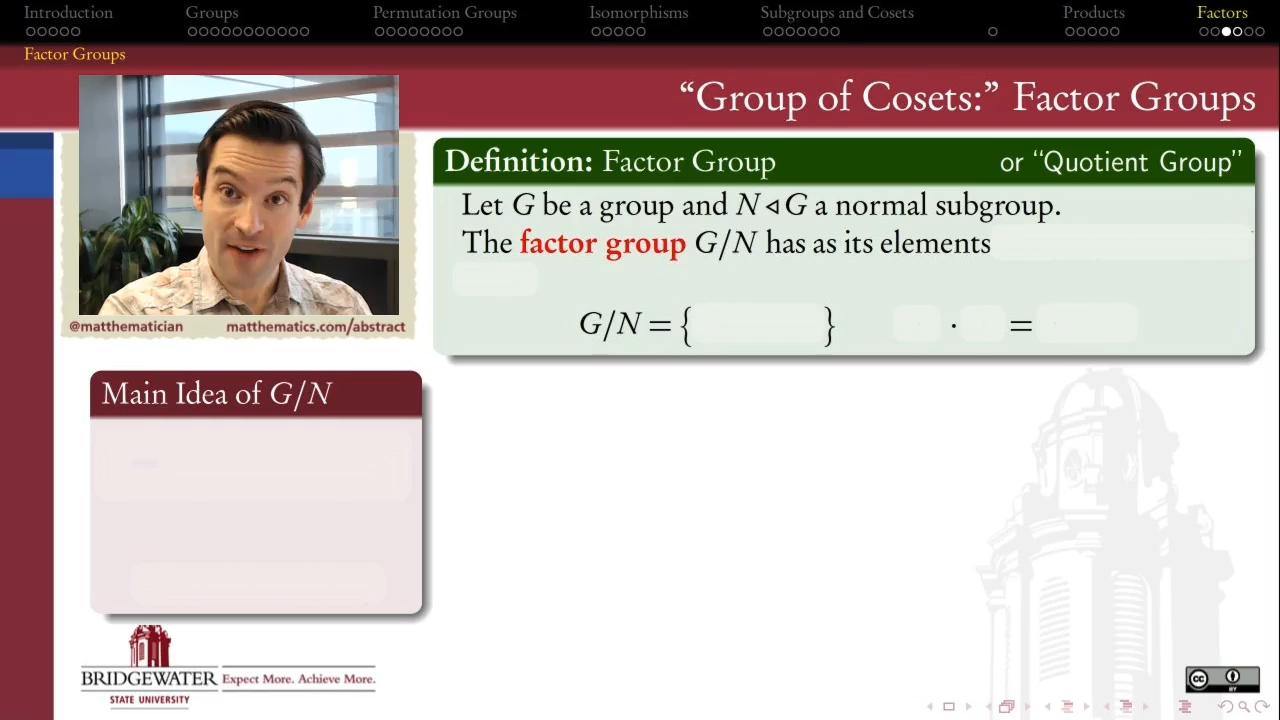 Introduction Groups Permutation Groups Isomorphisms Subgroups and Cosets Products Factors
Factor Groups
“Group of Cosets:” Factor Groups
Definition: Factor Group or “Quotient Group”
Let G be a group and N ◁ G a normal subgroup.
The factor group G/N has as its elements
G/N = { } · =
@matthematician matthematics.com/abstract
Main Idea of G/N
BRIDGEWATER
STATE UNIVERSITY
Expect More. Achieve More.
CC BY